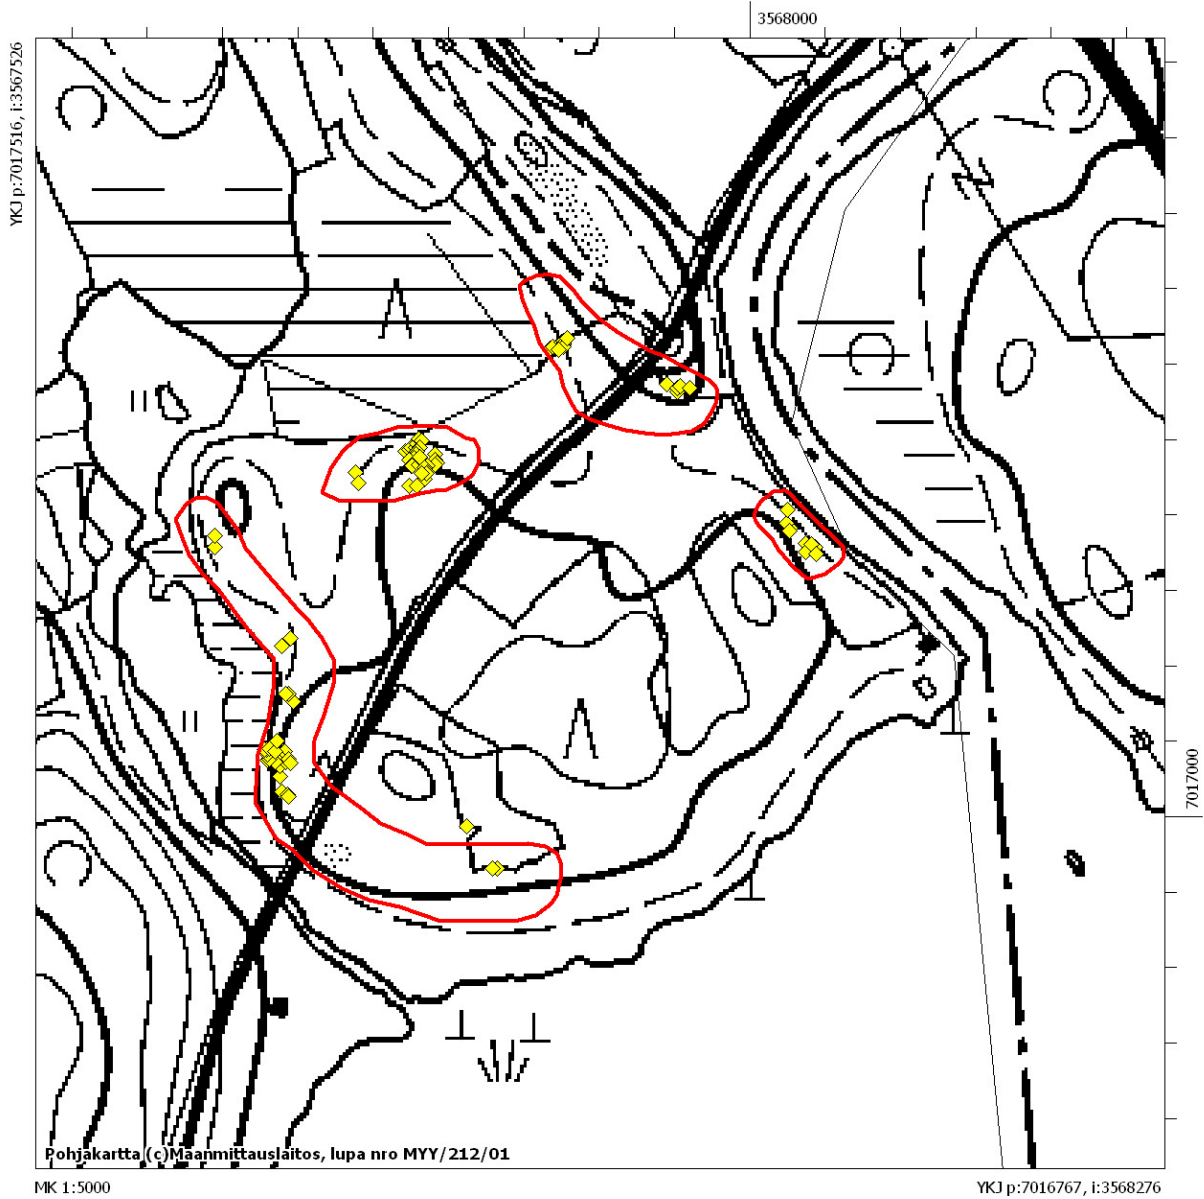 3568000
YKJ p:7017516, i:3567526
7017000
Pohjakartta (c)Maanmittauslaitos, lupa nro MYY/212/01
MK 1:5000
YKJ p:7016767, i:3568276